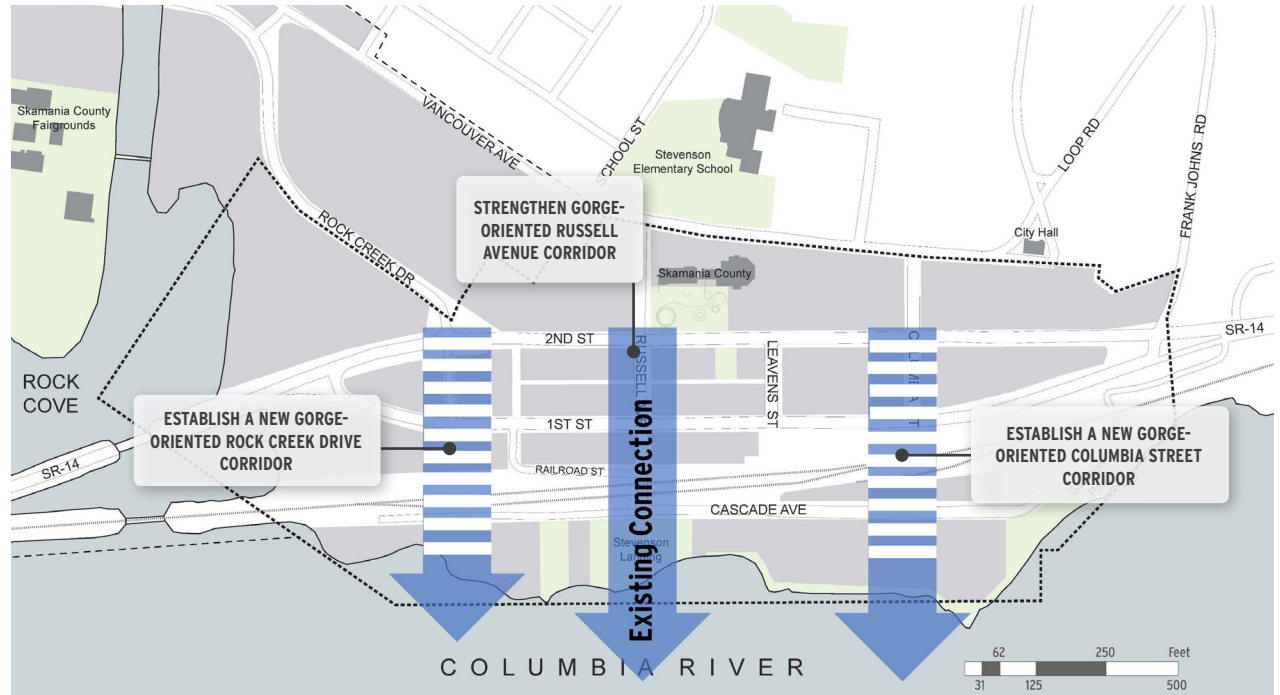 Skamania County
Fairgrounds
VANCOUVER AVE
SCHOOL ST
Stevenson
Elementary School
LOOP RD
FRANK JOHNS RD
City Hall
STRENGTHEN GORGE-
ORIENTED RUSSELL
AVENUE CORRIDOR
ROCK CREEK DR
Skamania County
2ND ST
RUSSELL
LEAVENS ST
SR-14
ROCK
COVE
ESTABLISH A NEW GORGE-
ORIENTED ROCK CREEK DRIVE
CORRIDOR
1ST ST
ESTABLISH A NEW GORGE-
ORIENTED COLUMBIA STREET
CORRIDOR
SR-14
RAILROAD ST
CASCADE AVE
Existing Connection
Stevenson
Landing
COLUMBIA RIVER
62 250 Feet
31 125 500